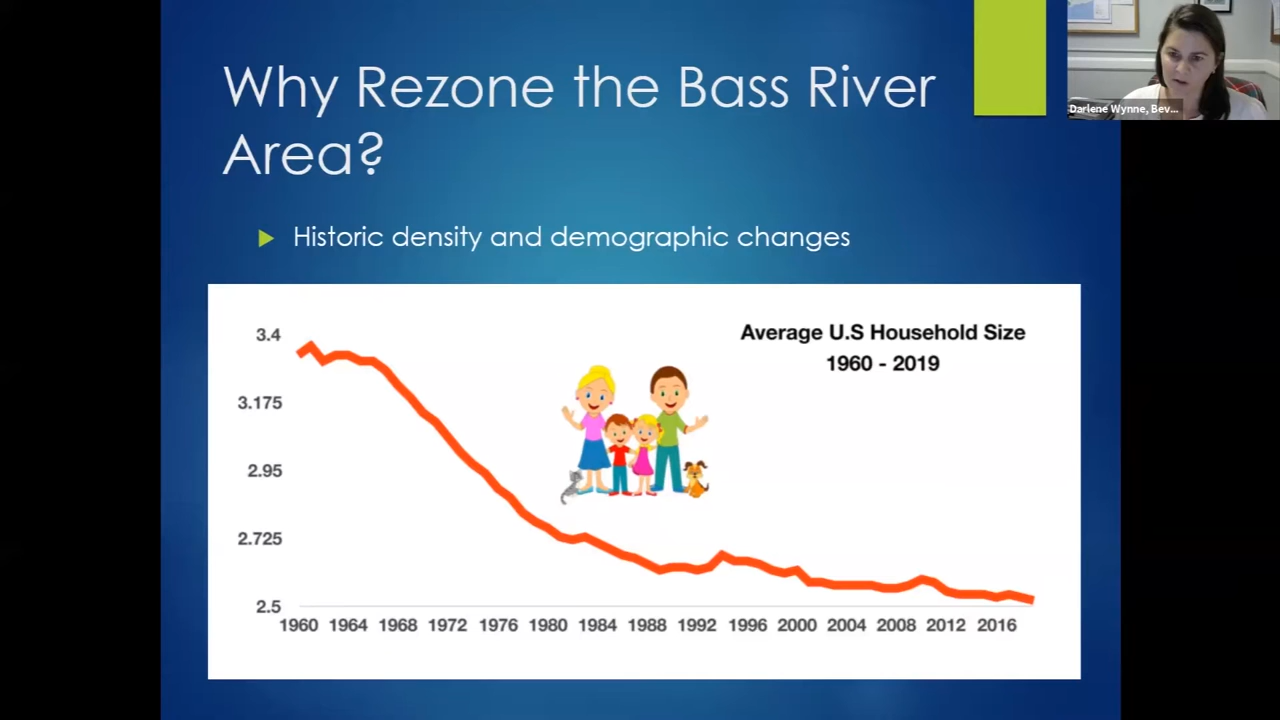 Why Rezone the Bass River
Area?
Historic density and demographic changes
Average U.S Household Size
1960 - 2019
3.4
3.175
2.95
2.725
2.5
1960 1964 1968 1972 1976 1980 1984 1988 1992 1996 2000 2004 2008 2012 2016
Darlene Wynne, Bev...